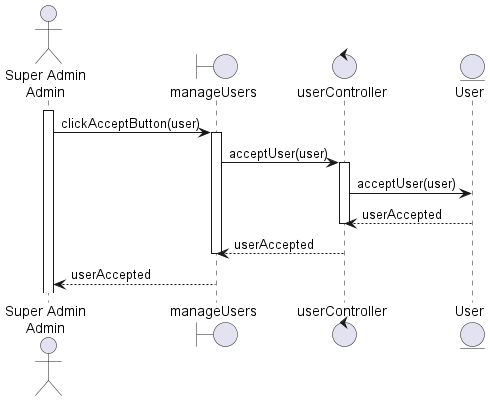 Super Admin
Admin
manageUsers
userController
User
clickAcceptButton(user)
acceptUser(user)
acceptUser(user)
userAccepted
userAccepted
userAccepted
Super Admin
Admin
manageUsers
userController
User